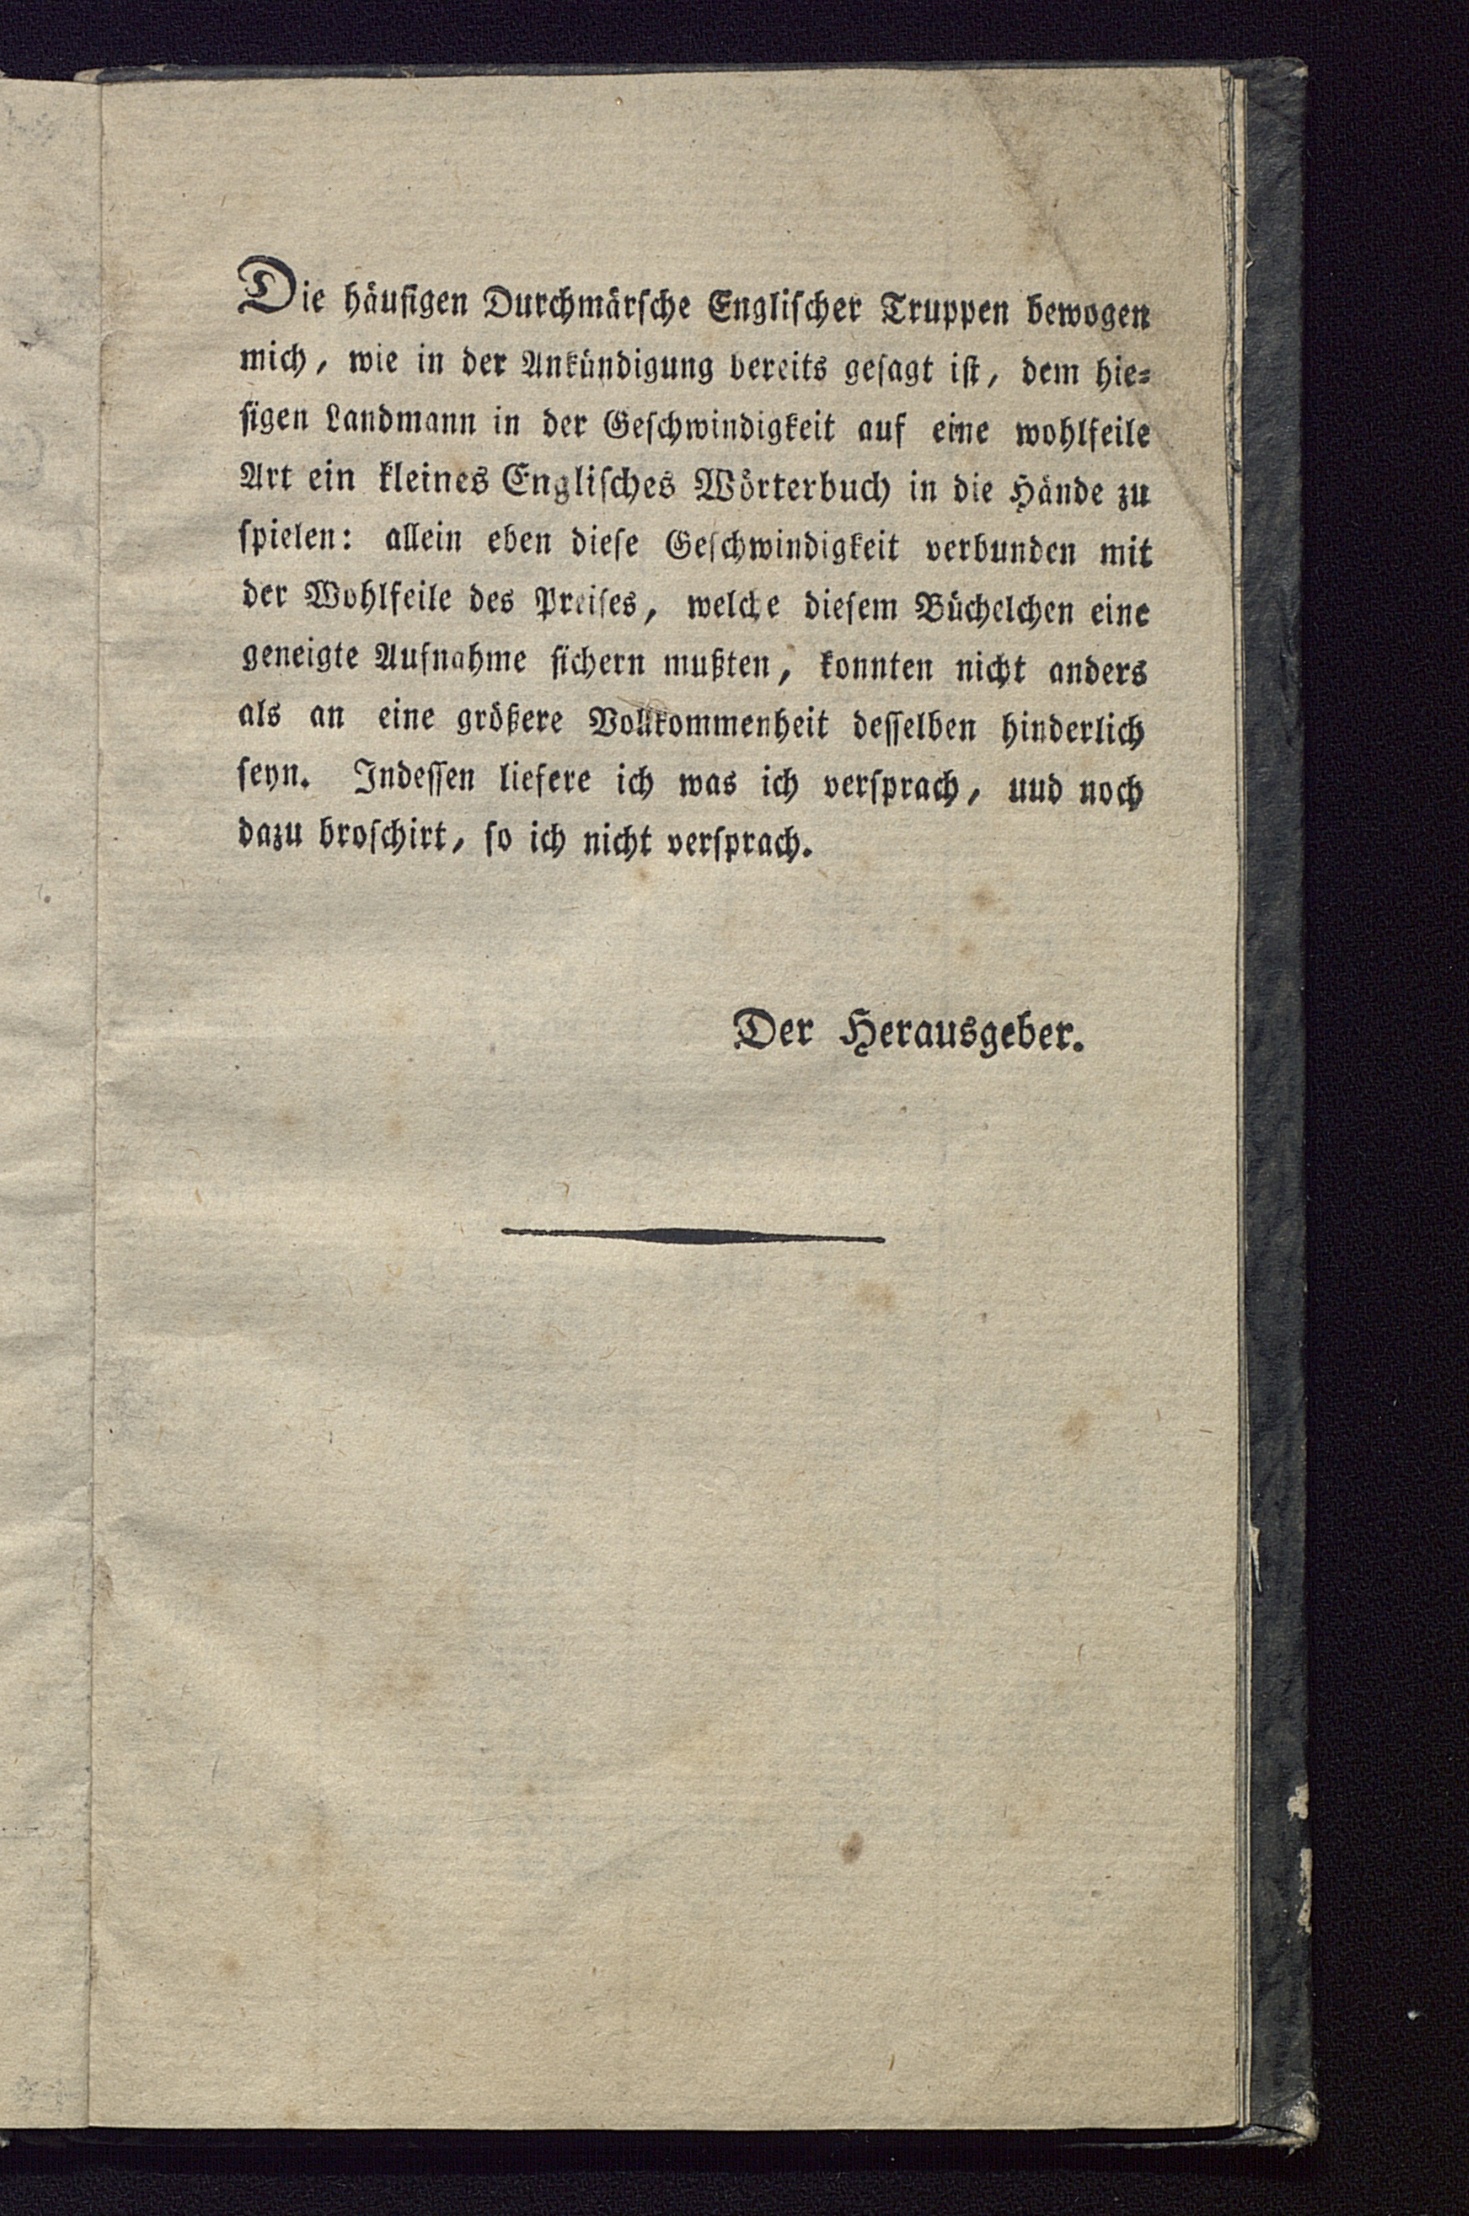 Die häufigen Durchmärsche Englischer Truppen bewogen
mich, wie in der Ankündigung bereits gesagt ist, dem hie-
sigen Landmann in der Geschwindigkeit auf eine wohlfeile
Art ein kleines Englisches Wörterbuch in die Hände zu
spielen: allein eben diese Geschwindigkeit verbunden mit
der Wohlfeile des Preises, welche diesem Büchelchen eine
geneigte Aufnahme sichern mußten, konnten nicht anders
als an eine größere Vollkommenheit desselben hinderlich
seyn. Indessen liefere ich was ich versprach, uud noch
dazu broschirt, so ich nicht versprach.
Der Herausgeber.